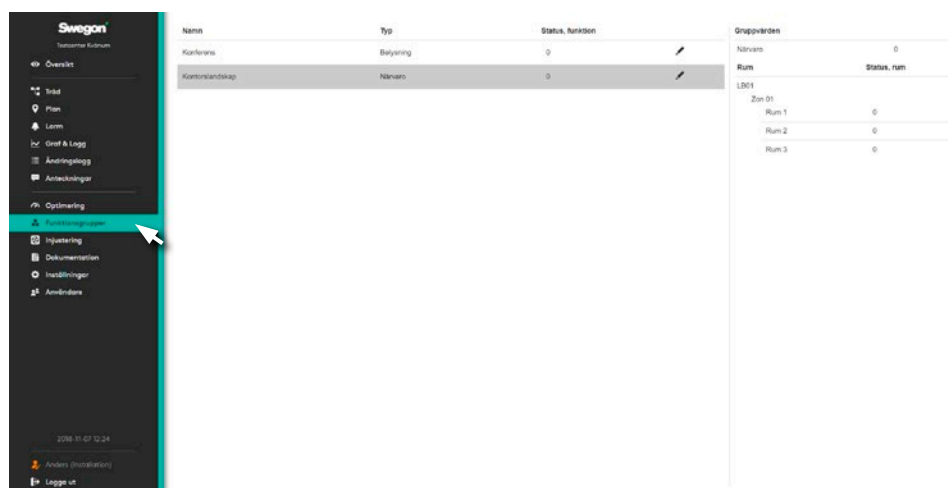 Swegon
Testcenter Kvänum
Översikt
Träd
Plan
Larm
Graf & Logg
Ändringslogg
Anteckningar
Optimering
Funktionsgrupper
Injustering
Dokumentation
Inställningar
Användare
2018-11-07 12:24
Anders (Installation)
Logga ut
Namn Typ Status, funktion
Konferens Belysning 0
Kontorslandskap Närvaro 0
Gruppvärden
Närvaro 0
Rum Status, rum
LB01
Zon 01
Rum 1 0
Rum 2 0
Rum 3 0